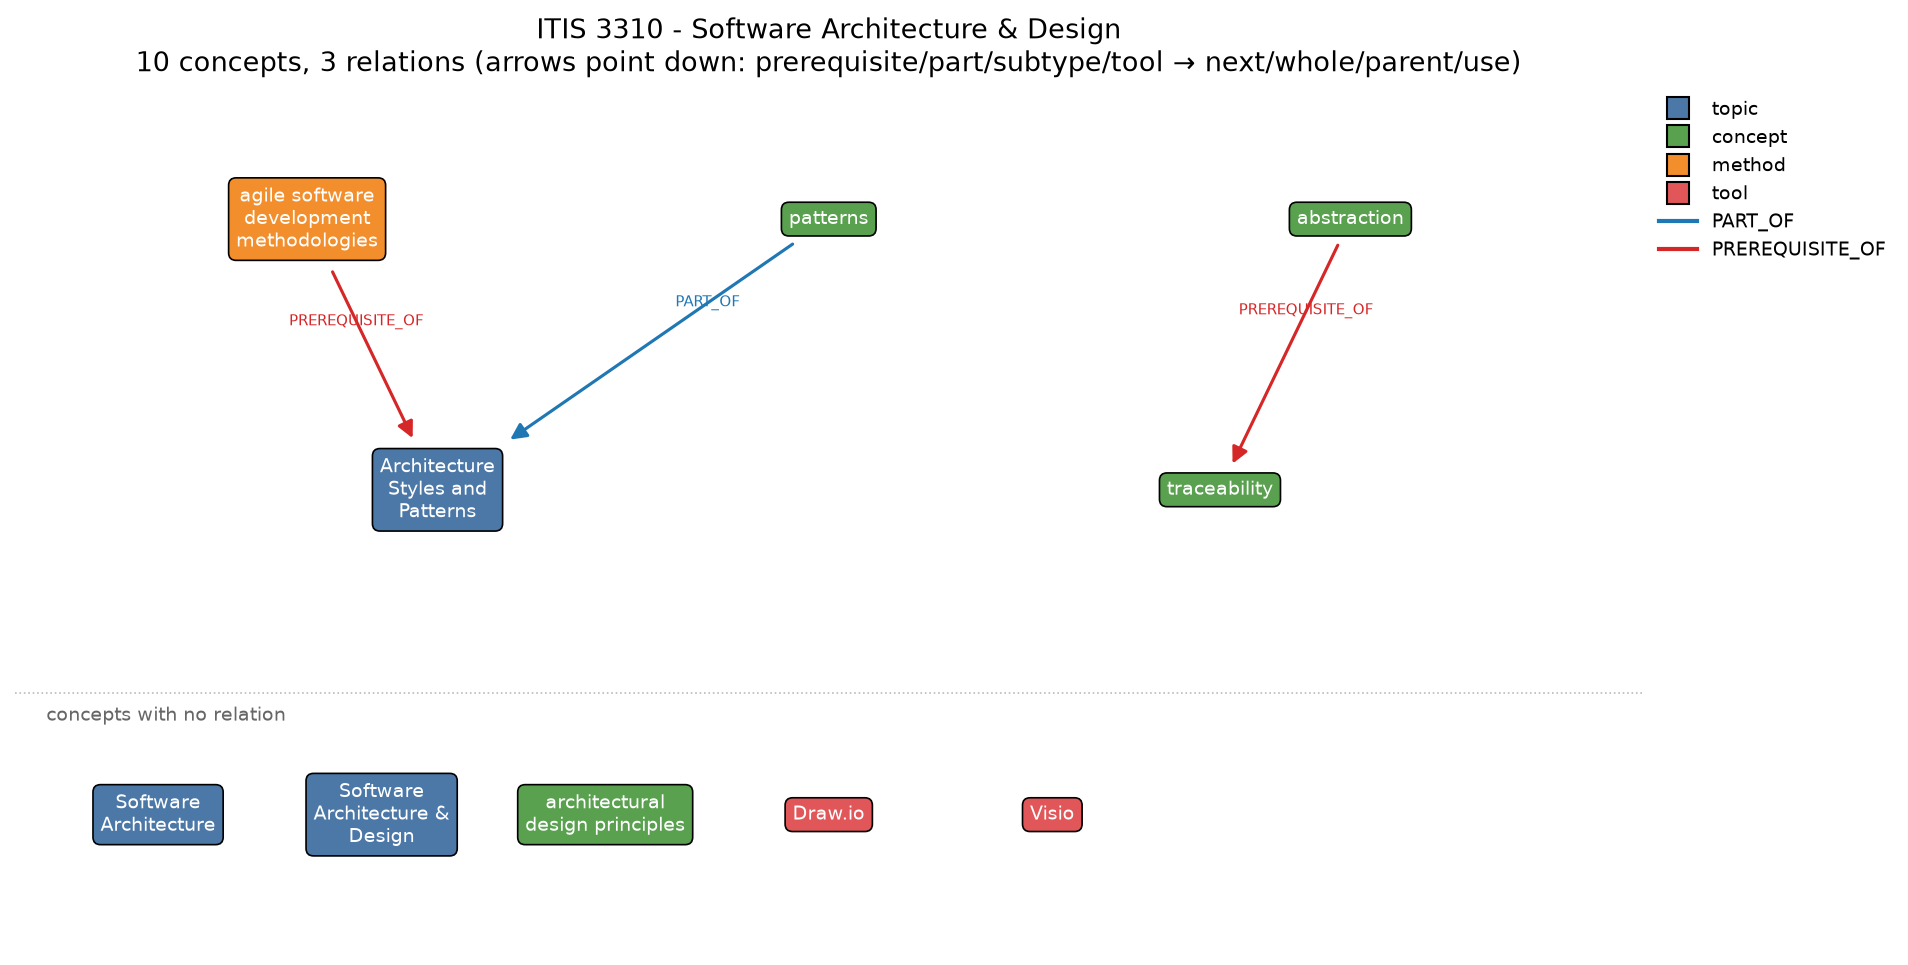 ITIS 3310 - Software Architecture & Design
10 concepts, 3 relations (arrows point down: prerequisite/part/subtype/tool → next/whole/parent/use)
topic
concept
method
tool
PART_OF
PREREQUISITE_OF
agile software
development
methodologies
patterns
abstraction
PREREQUISITE_OF
PART_OF
PREREQUISITE_OF
Architecture
Styles and
Patterns
traceability
concepts with no relation
Software
Architecture
Software
Architecture &
Design
architectural
design principles
Draw.io
Visio